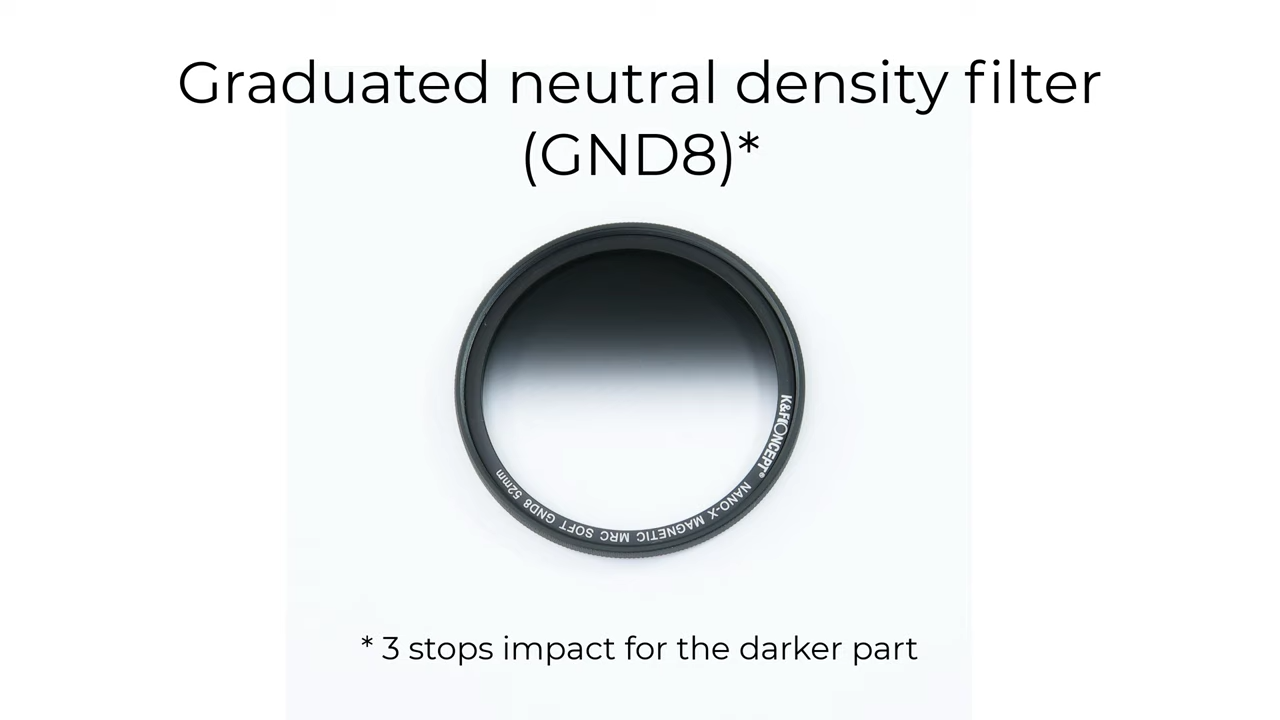 Graduated neutral density filter
(GND8)*
K&F CONCEPT®
NANO-X MAGNETIC MRC SOFT GND8 52mm
* 3 stops impact for the darker part